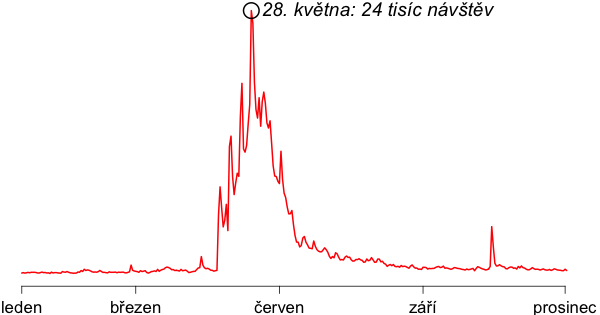 28. května: 24 tisíc návštěv
leden březen červen září prosinec